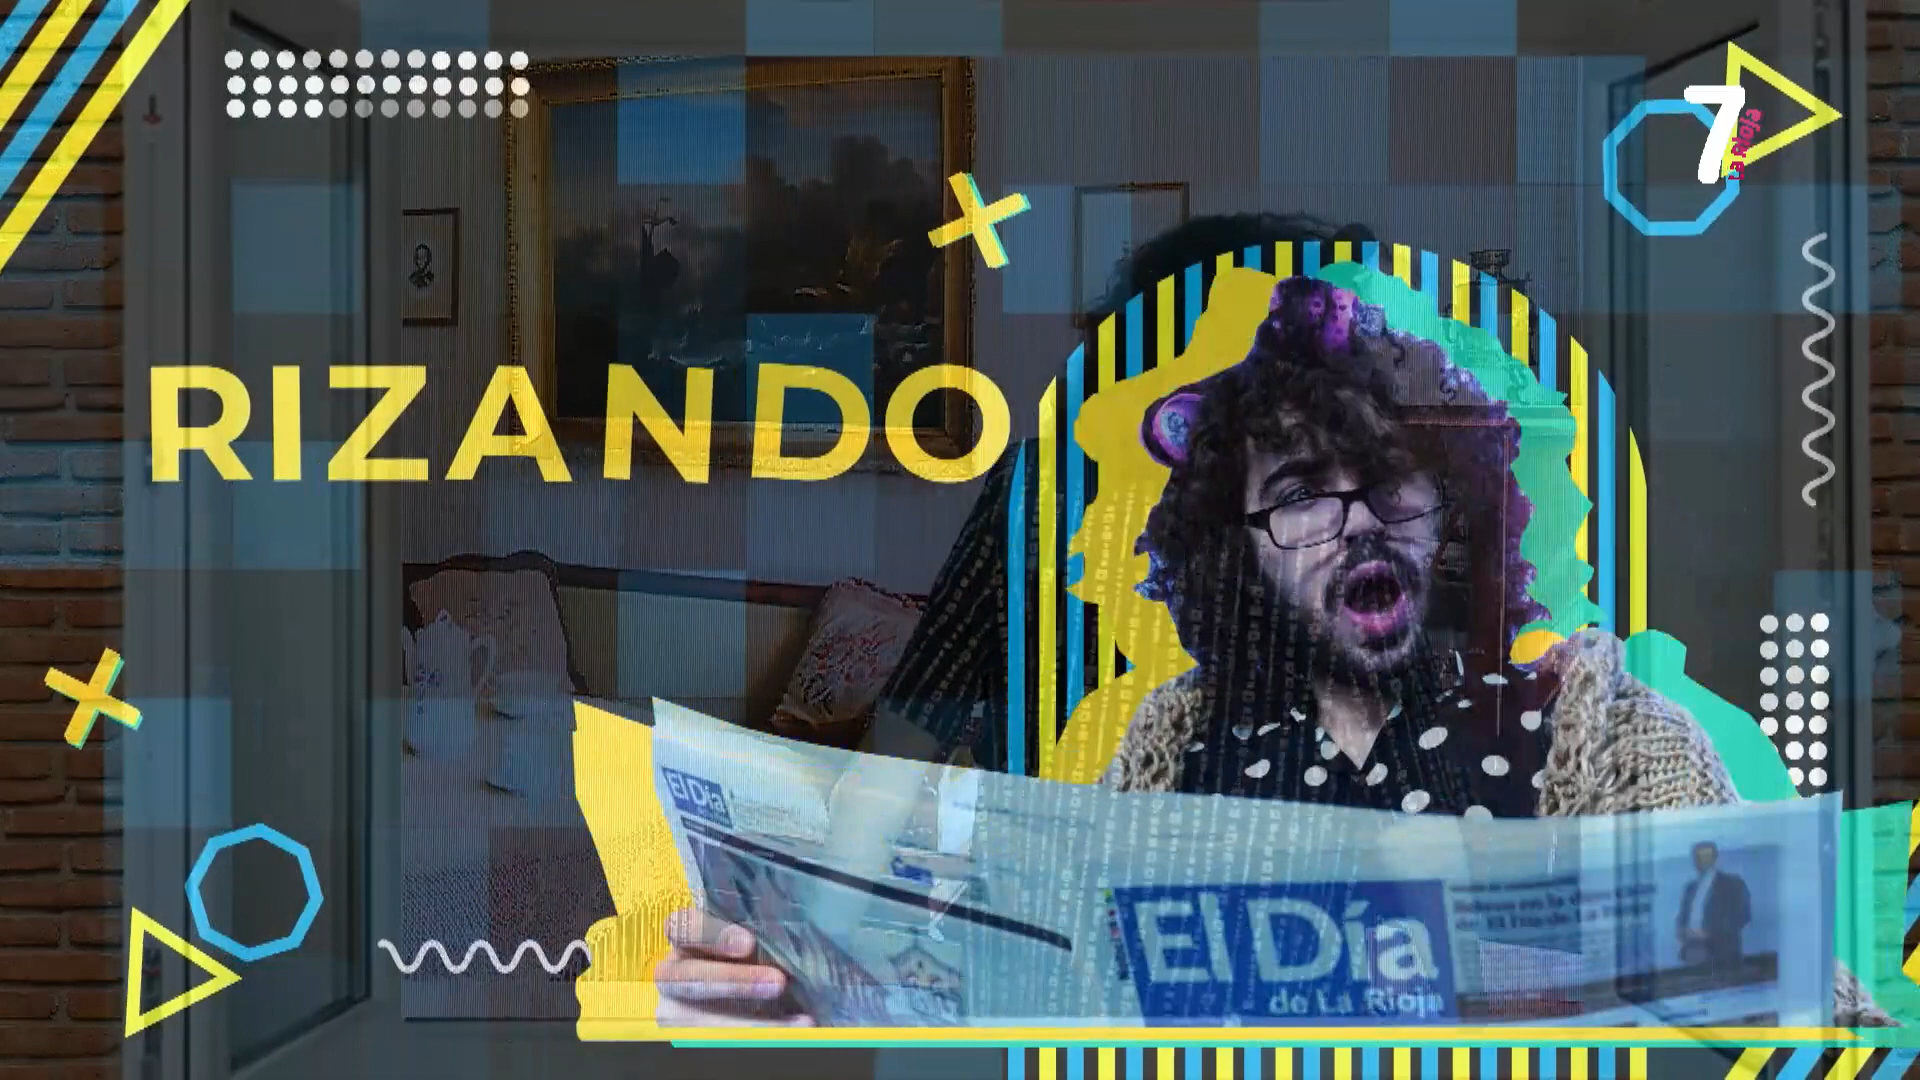 7
La Rioja
RIZANDO
El Día
El Día
de La Rioja